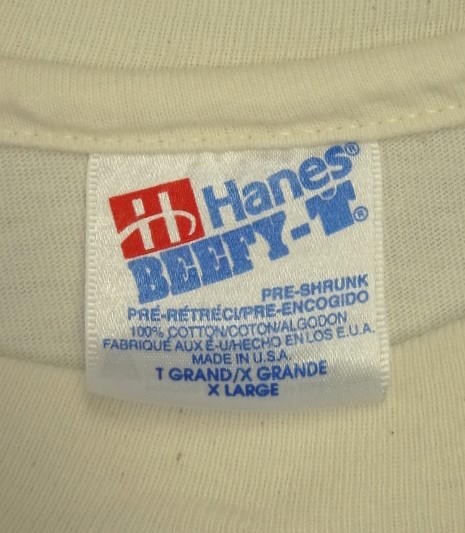 H Hanes®
BEEFY-T®
PRE-SHRUNK
PRÉ-RÉTRÉCI/PRE-ENCOGIDO
100% COTTON/COTON/ALGODON
FABRIQUE AUX É-U/HECHO EN LOS E.U.A.
MADE IN U.S.A.
T GRAND/X GRANDE
X LARGE